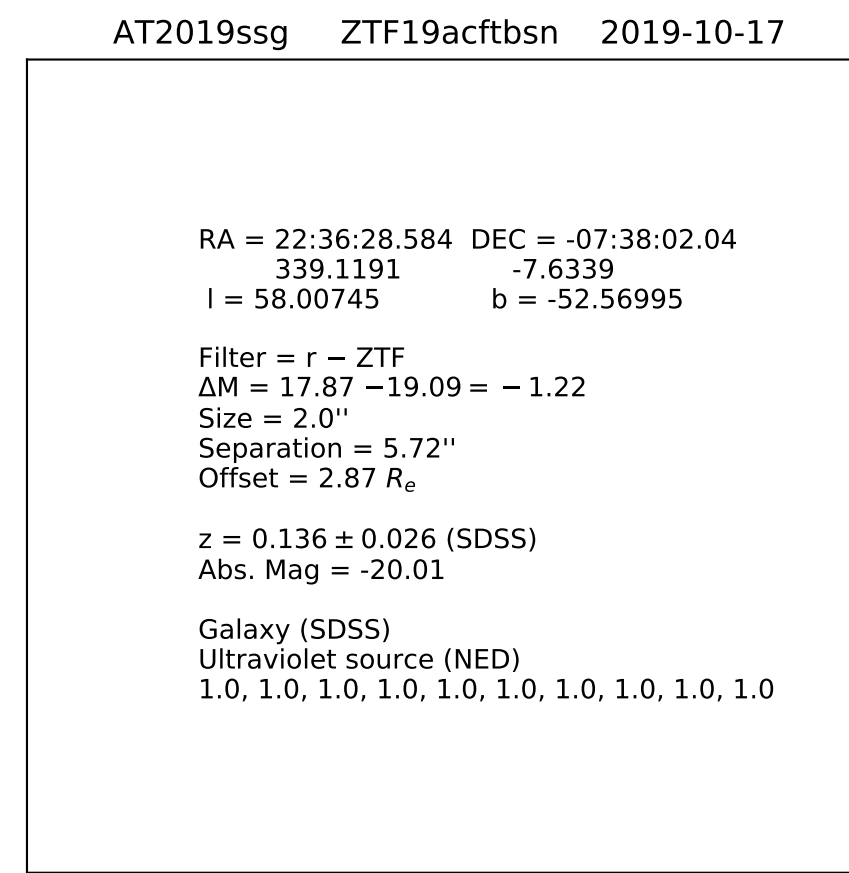 AT2019ssg ZTF19acftbsn 2019-10-17
RA = 22:36:28.584 DEC = -07:38:02.04
339.1191 -7.6339
l = 58.00745 b = -52.56995
Filter = r − ZTF
ΔM = 17.87 −19.09 = − 1.22
Size = 2.0''
Separation = 5.72''
Offset = 2.87 Re
z = 0.136 ± 0.026 (SDSS)
Abs. Mag = -20.01
Galaxy (SDSS)
Ultraviolet source (NED)
1.0, 1.0, 1.0, 1.0, 1.0, 1.0, 1.0, 1.0, 1.0, 1.0